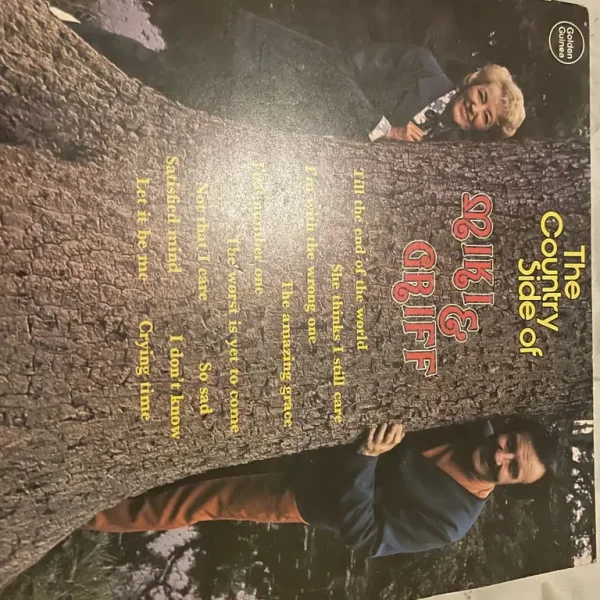 Golden
Guinea
The
Country
Side of
MIKI &
GRIFF
Till the end of the world
She thinks I still care
I'm with the wrong one
The amazing grace
number one
The worst is yet to come
Not that I care So sad
Satisfied mind I don't know
Let it be me Crying time